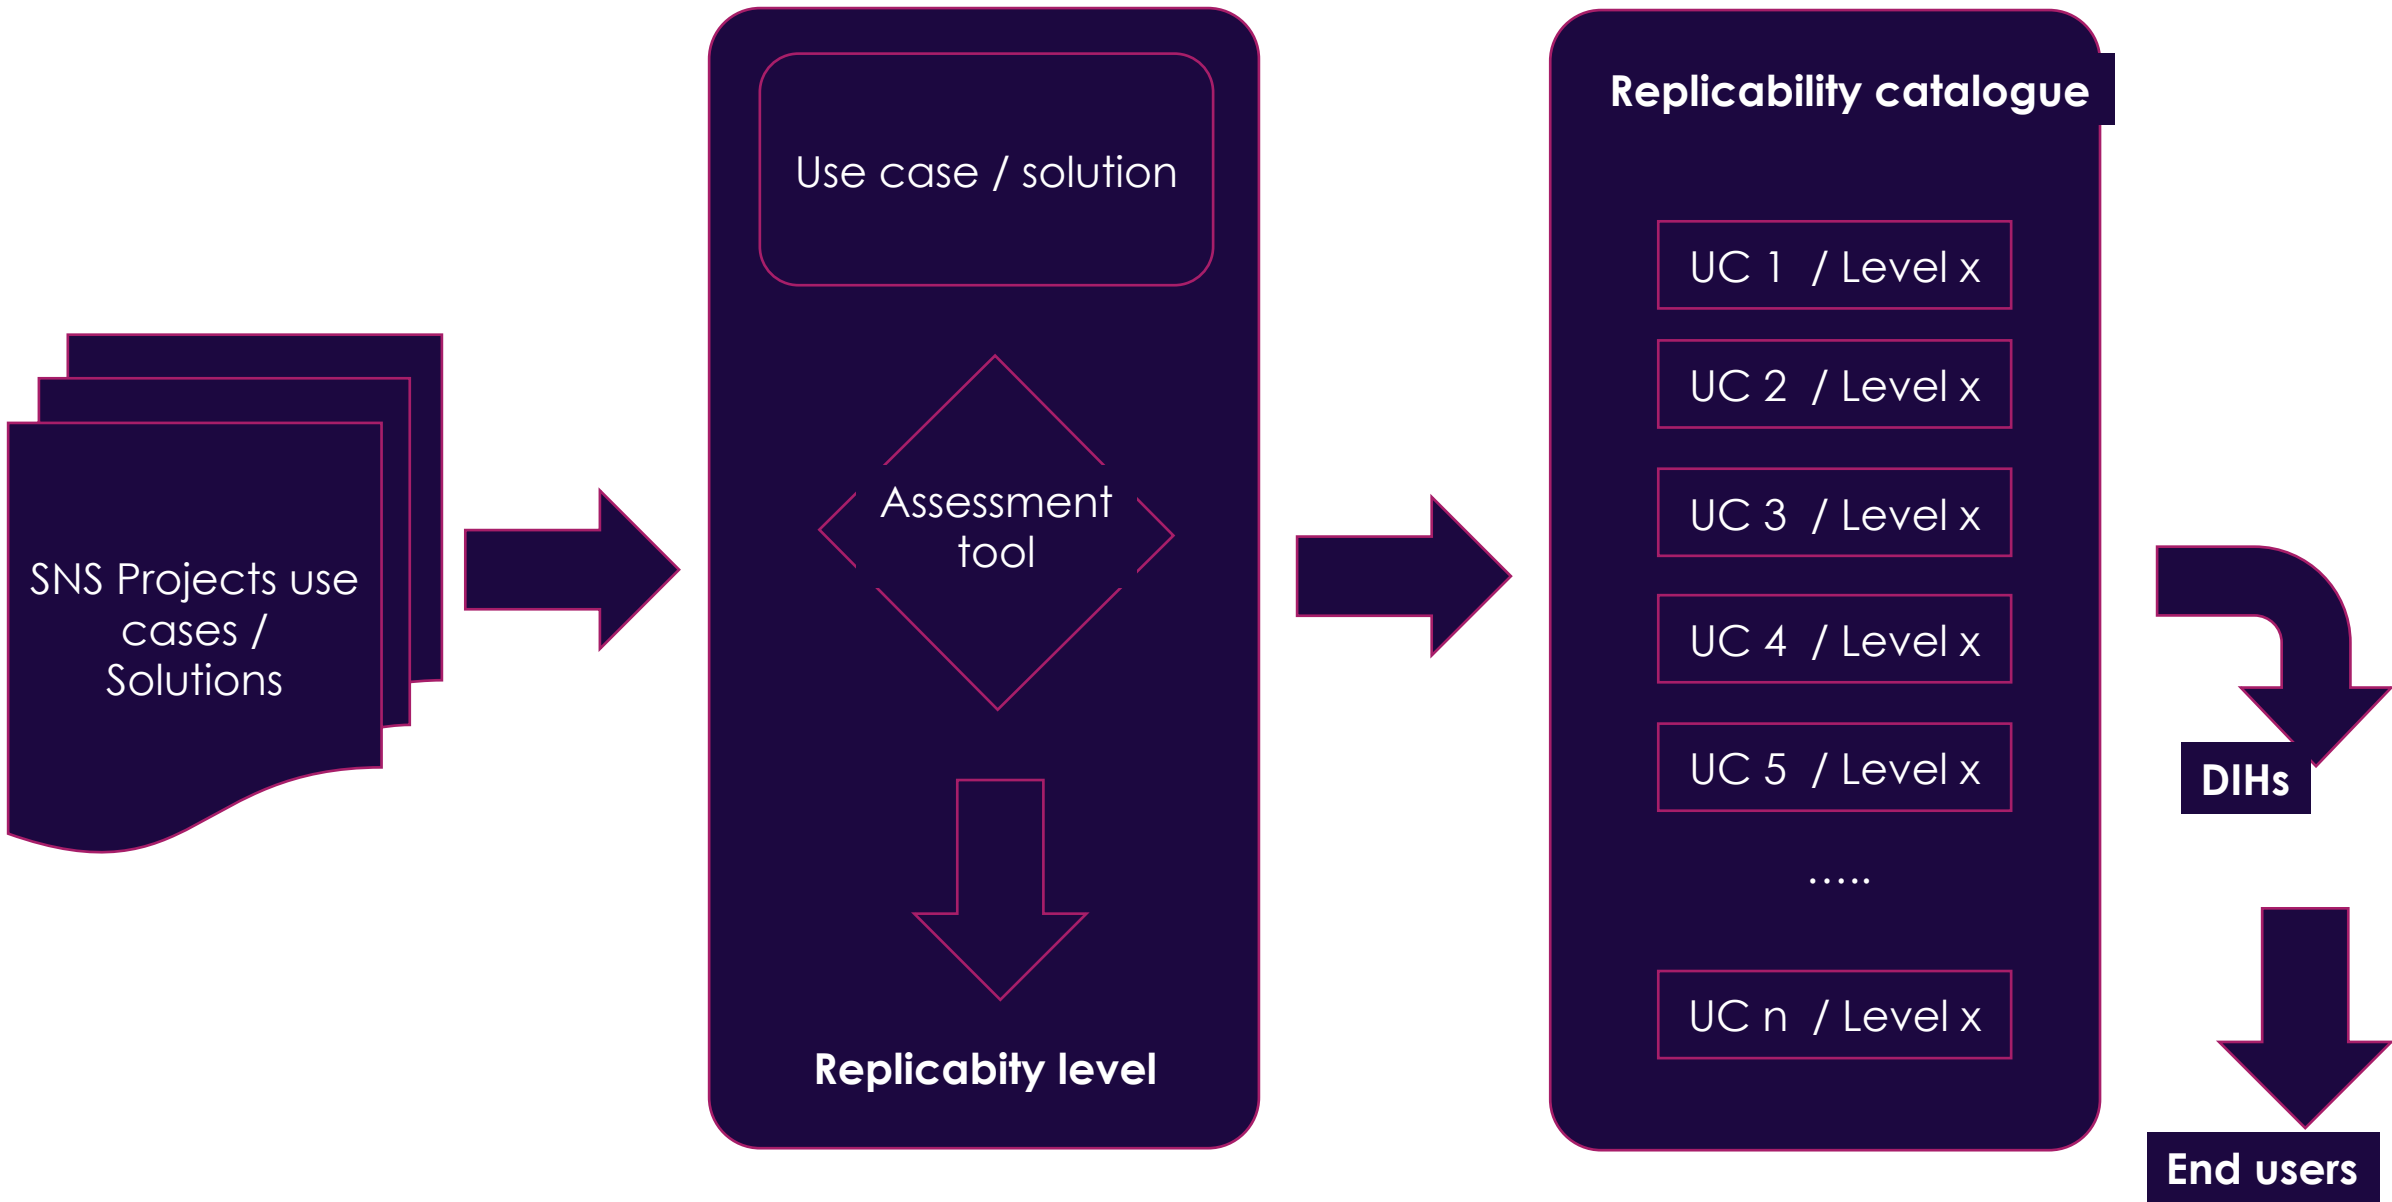 SNS Projects use
cases /
Solutions
Use case / solution
Assessment
tool
Replicabity level
Replicability catalogue
UC 1 / Level x
UC 2 / Level x
UC 3 / Level x
UC 4 / Level x
UC 5 / Level x
.....
UC n / Level x
DIHs
End users